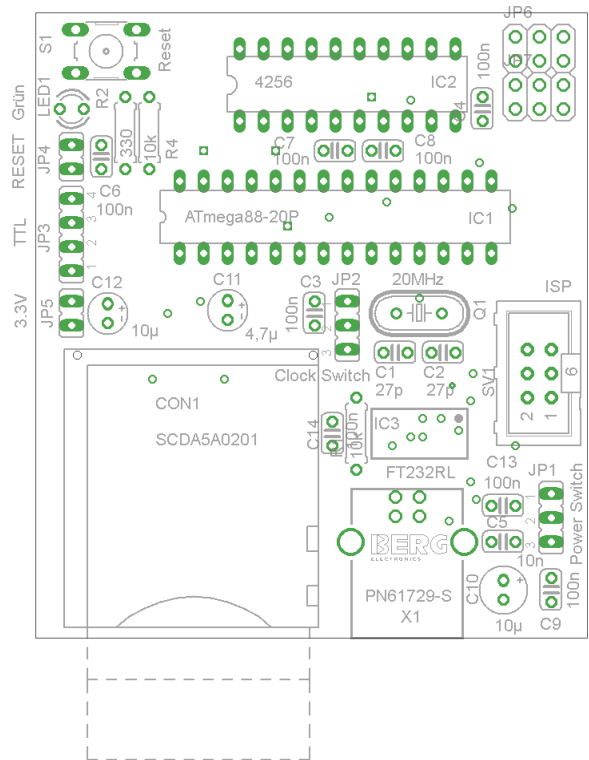 S1
Reset
JP6
JP7
4256
IC2
100n
C4
Grün
LED1
R2
330
10k
R4
C7
100n
C8
100n
RESET
JP4
C6
100n
ATmega88-20P
IC1
TTL
JP3
4
3
2
1
3.3V
JP5
C12
10µ
C11
4,7µ
C3
100n
JP2
1
3
20MHz
Q1
ISP
SV1
6
2
1
Clock Switch
C1
27p
C2
27p
CON1
SCDA5A0201
C14
100n
10k
IC3
FT232RL
C13
100n
JP1
1
2
3
Power Switch
C5
10n
BERG
ELECTRONICS
PN61729-S
X1
C10
10µ
C9
100n